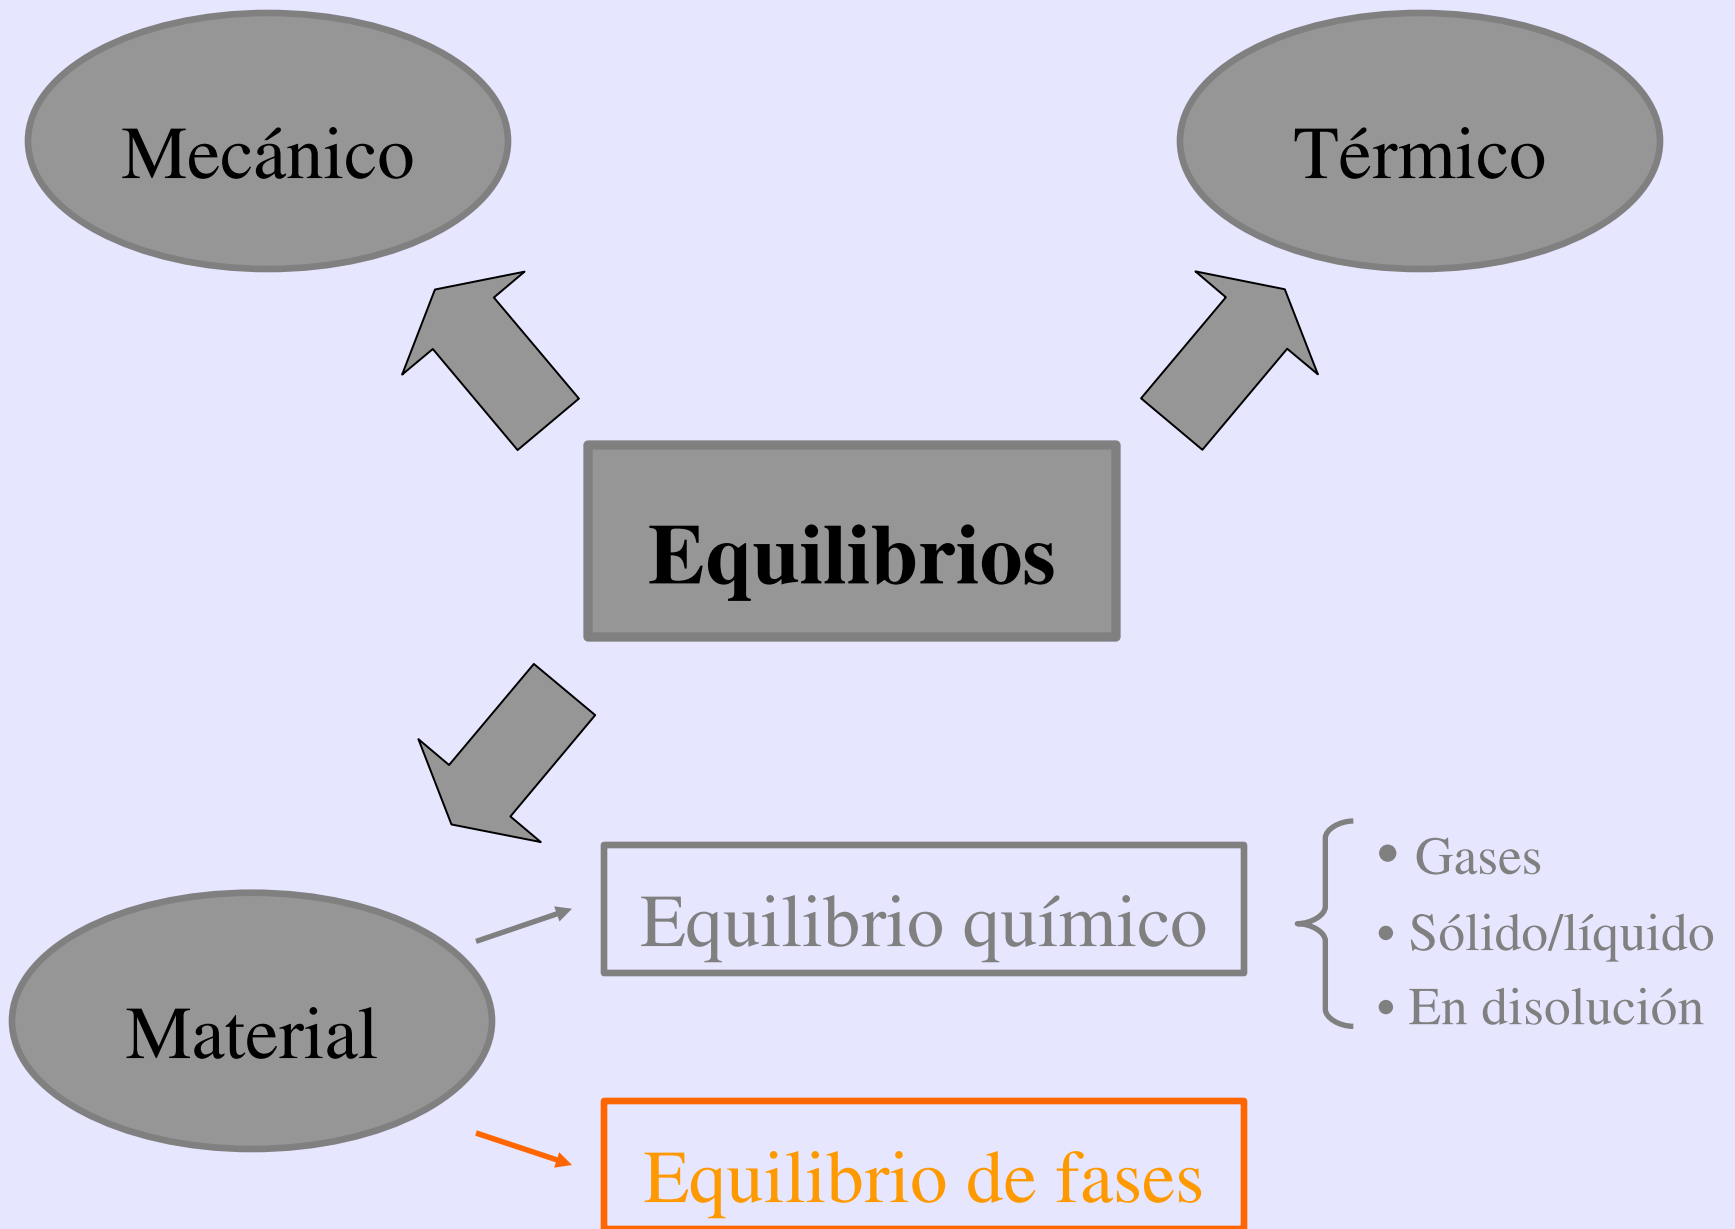 Mecánico
Térmico
Equilibrios
Material
Equilibrio químico
• Gases
• Sólido/líquido
• En disolución
Equilibrio de fases